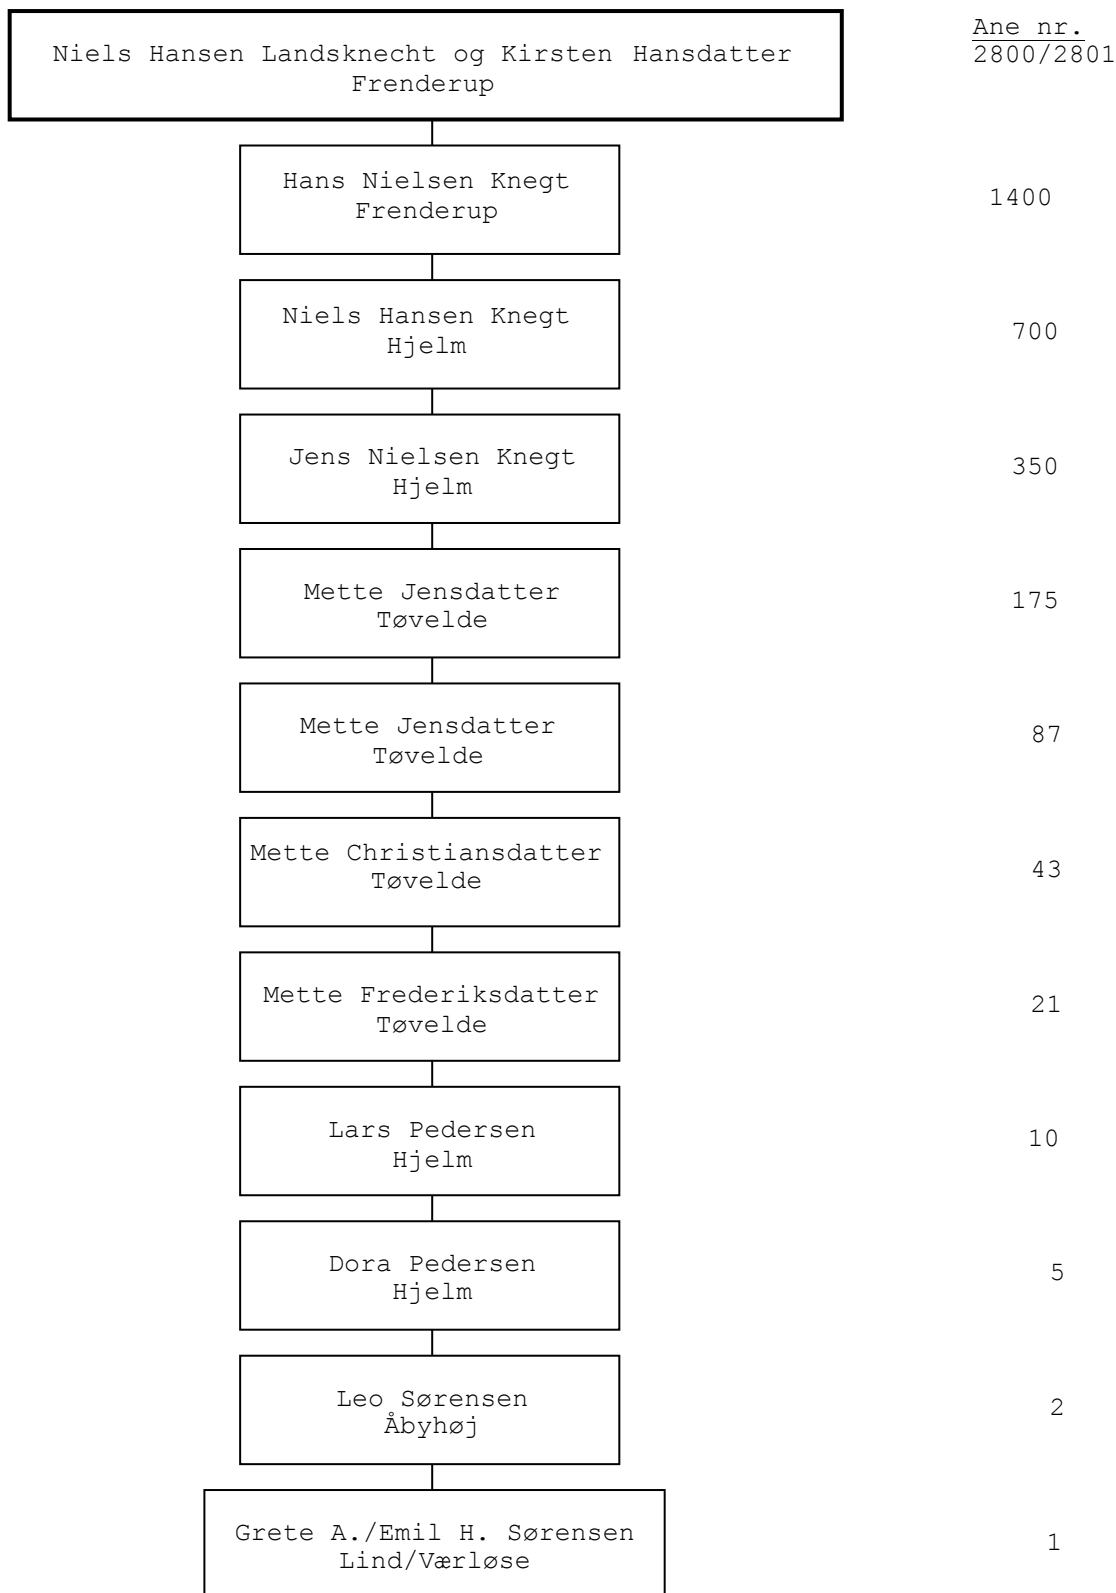 Ane nr.
Niels Hansen Landsknecht og Kirsten Hansdatter
2800/2801
Frenderup
Hans Nielsen Knegt
1400
Frenderup
Niels Hansen Knegt
700
Hjelm
Jens Nielsen Knegt
350
Hjelm
Mette Jensdatter
175
Tøvelde
Mette Jensdatter
87
Tøvelde
Mette Christiansdatter
43
Tøvelde
Mette Frederiksdatter
21
Tøvelde
Lars Pedersen
10
Hjelm
Dora Pedersen
5
Hjelm
Leo Sørensen
2
Åbyhøj
Grete A./Emil H. Sørensen
1
Lind/Værløse